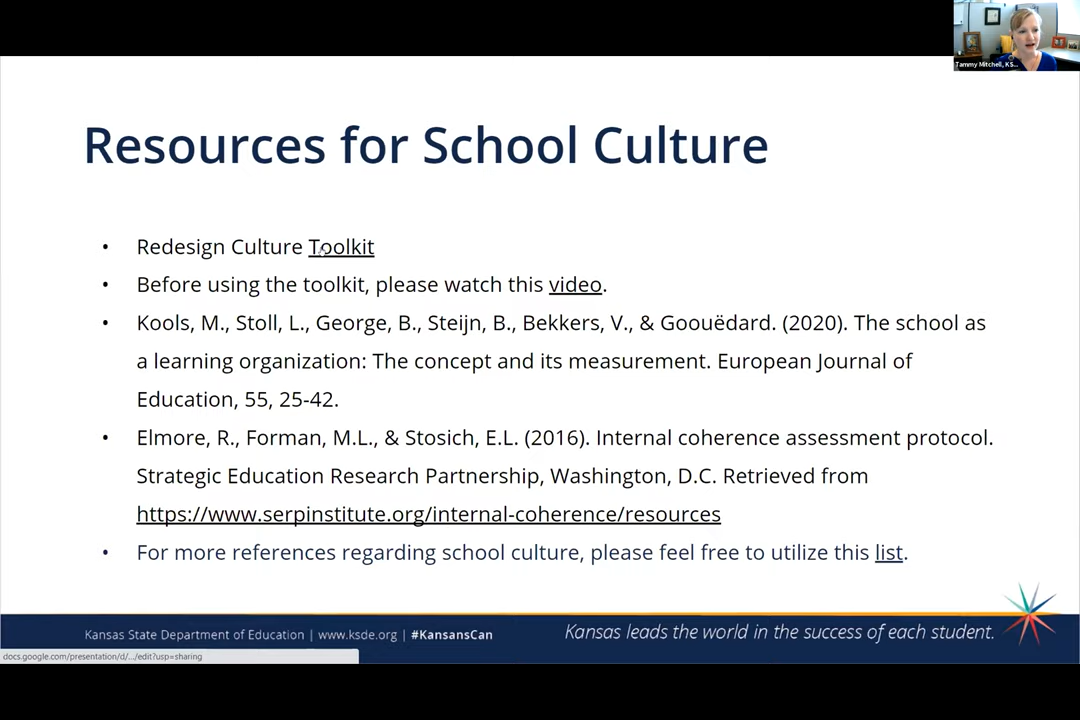 Tammy Mitchell, KS...
Resources for School Culture
• Redesign Culture Toolkit
• Before using the toolkit, please watch this video.
• Kools, M., Stoll, L., George, B., Steijn, B., Bekkers, V., & Goouëdard. (2020). The school as
a learning organization: The concept and its measurement. European Journal of
Education, 55, 25-42.
• Elmore, R., Forman, M.L., & Stosich, E.L. (2016). Internal coherence assessment protocol.
Strategic Education Research Partnership, Washington, D.C. Retrieved from
https://www.serpinstitute.org/internal-coherence/resources
• For more references regarding school culture, please feel free to utilize this list.
Kansas State Department of Education | www.ksde.org | #KansansCan
Kansas leads the world in the success of each student.
docs.google.com/presentation/d/.../edit?usp=sharing